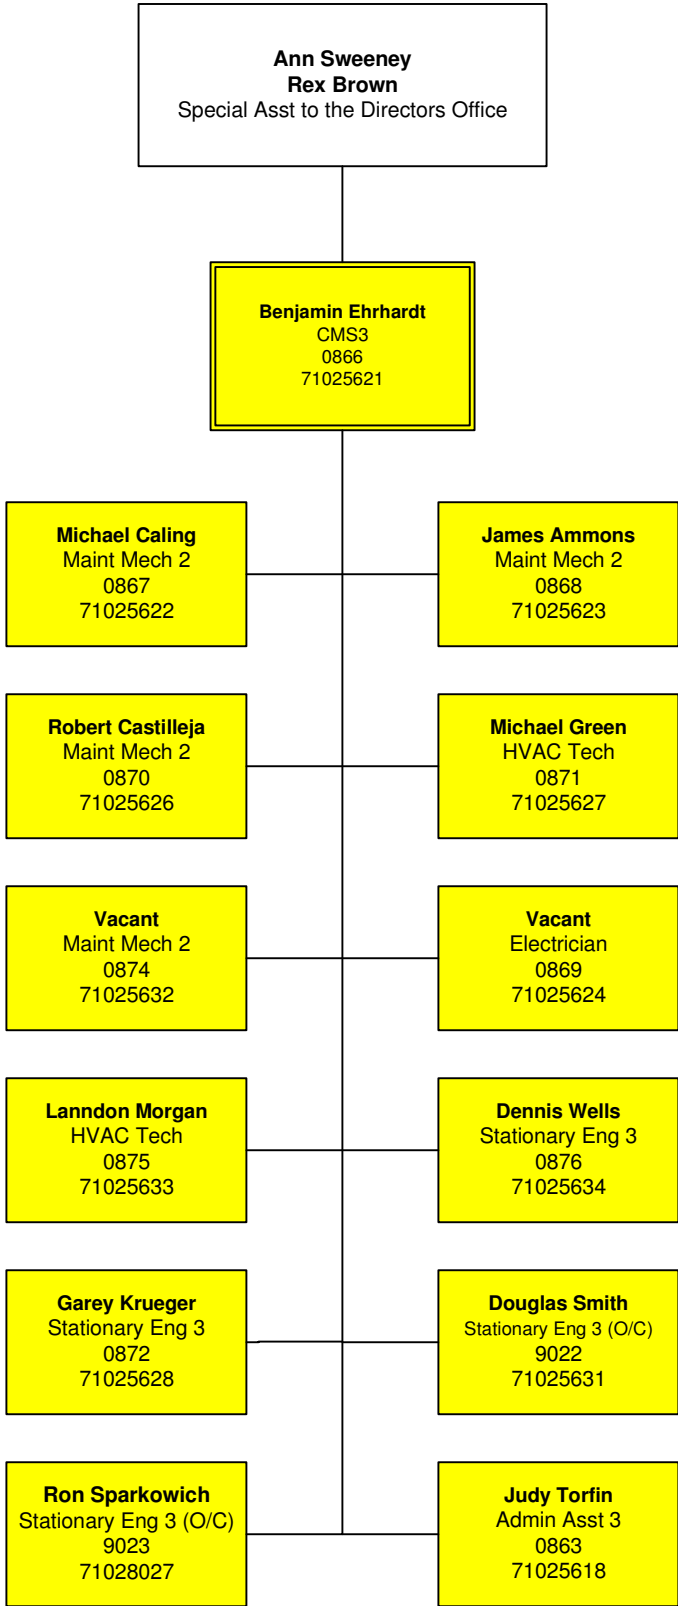 Ann Sweeney
Rex Brown
Special Asst to the Directors Office
Benjamin Ehrhardt
CMS3
0866
71025621
Michael Caling
Maint Mech 2
0867
71025622
James Ammons
Maint Mech 2
0868
71025623
Robert Castilleja
Maint Mech 2
0870
71025626
Michael Green
HVAC Tech
0871
71025627
Vacant
Maint Mech 2
0874
71025632
Vacant
Electrician
0869
71025624
Lanndon Morgan
HVAC Tech
0875
71025633
Dennis Wells
Stationary Eng 3
0876
71025634
Garey Krueger
Stationary Eng 3
0872
71025628
Douglas Smith
Stationary Eng 3 (O/C)
9022
71025631
Ron Sparkowich
Stationary Eng 3 (O/C)
9023
71028027
Judy Torfin
Admin Asst 3
0863
71025618